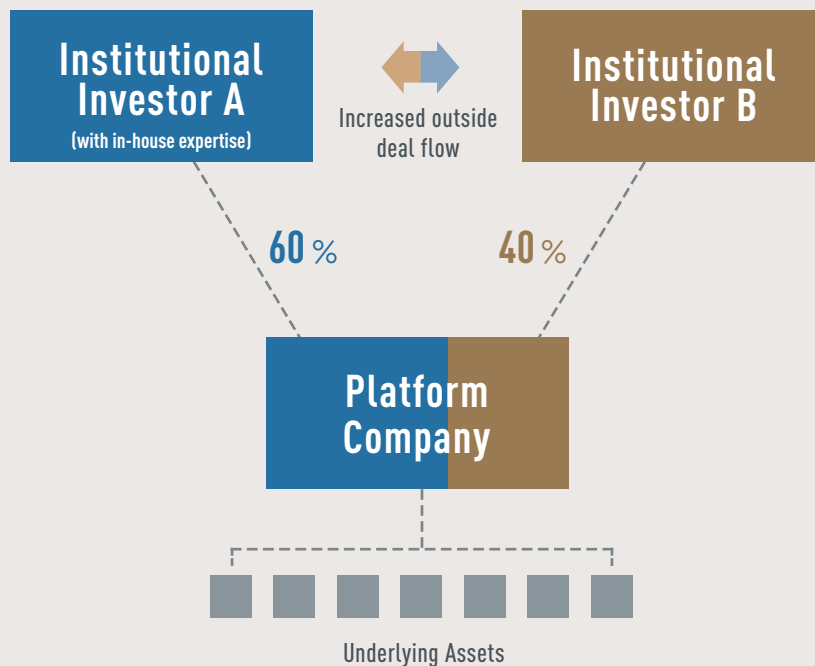 Institutional
Investor A
(with in-house expertise)
Increased outside
deal flow
Institutional
Investor B
60 %
40 %
Platform
Company
Underlying Assets